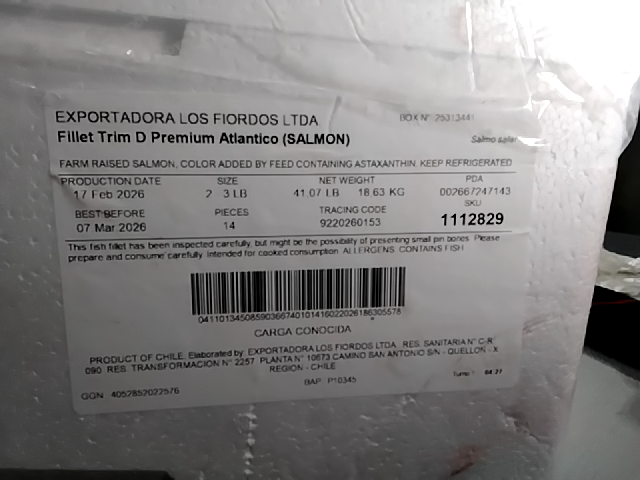 EXPORTADORA LOS FIORDOS LTDA
BOX N° 25313441
Fillet Trim D Premium Atlantico (SALMON)
Salmo salar
FARM RAISED SALMON, COLOR ADDED BY FEED CONTAINING ASTAXANTHIN. KEEP REFRIGERATED
PRODUCTION DATE SIZE NET WEIGHT PDA
17 Feb 2026 2 3 LB 41.07 LB 18.63 KG 002667247143
BEST BEFORE PIECES TRACING CODE SKU
07 Mar 2026 14 9220260153 1112829
This fish fillet has been inspected carefully, but might be the possibility of presenting small pin bones. Please
prepare and consume carefully. Intended for cooked consumption. ALLERGENS: CONTAINS FISH
CARGA CONOCIDA
PRODUCT OF CHILE. Elaborated by: EXPORTADORA LOS FIORDOS LTDA. RES. SANITARIA N° C-R
090 RES. TRANSFORMACION N° 2257 PLANTA N° 10673 CAMINO SAN ANTONIO S/N - QUELLON - X
REGION - CHILE
BAP : P10345
GGN: 4052852022576
Turno 1 04:27